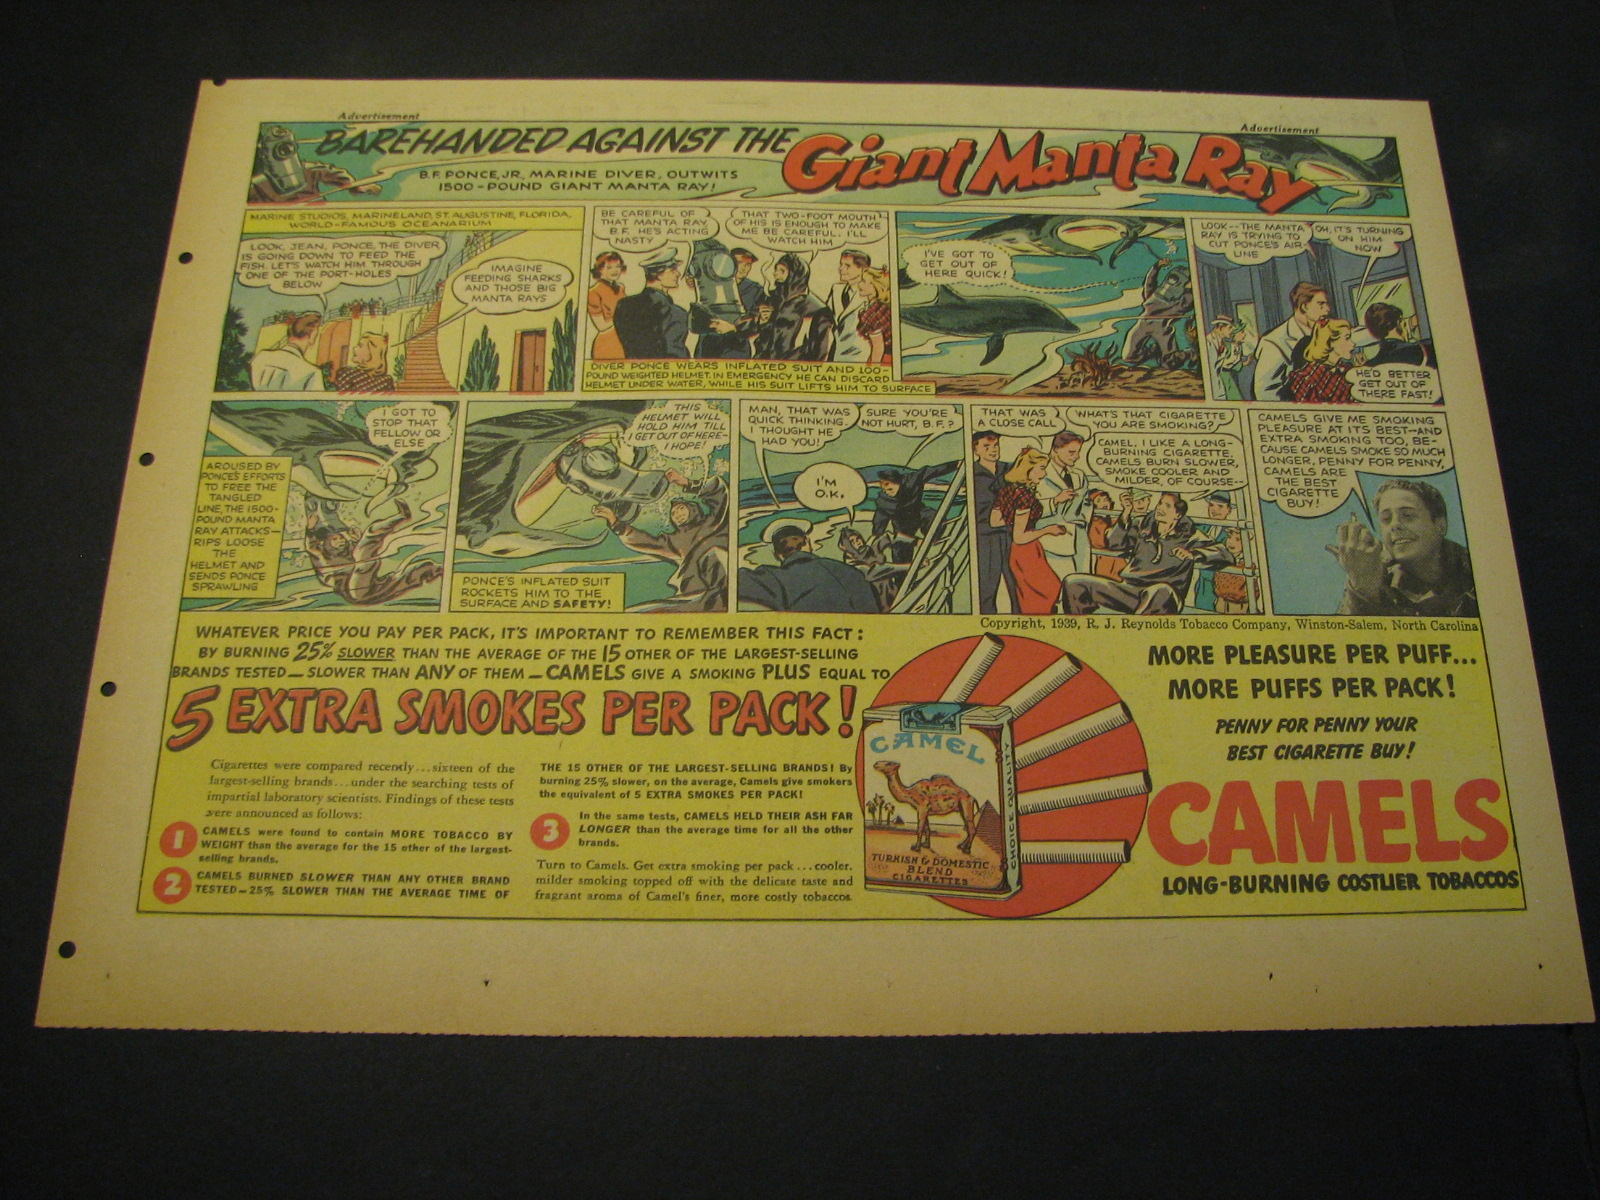 Advertisement
Advertisement
BAREHANDED AGAINST THE
Giant Manta Ray
B.F. PONCE, JR., MARINE DIVER, OUTWITS
1500-POUND GIANT MANTA RAY!
MARINE STUDIOS, MARINELAND, ST. AUGUSTINE, FLORIDA,
WORLD-FAMOUS OCEANARIUM
LOOK, JEAN, PONCE, THE DIVER
IS GOING DOWN TO FEED THE
FISH. LET'S WATCH HIM THROUGH
ONE OF THE PORT-HOLES
BELOW
IMAGINE
FEEDING SHARKS
AND THOSE BIG
MANTA RAYS
BE CAREFUL OF
THAT MANTA RAY,
B.F. HE'S ACTING
NASTY
THAT TWO-FOOT MOUTH
OF HIS IS ENOUGH TO MAKE
ME BE CAREFUL. I'LL
WATCH HIM
DIVER PONCE WEARS INFLATED SUIT AND 100-
POUND WEIGHTED HELMET. IN EMERGENCY HE CAN DISCARD
HELMET UNDER WATER, WHILE HIS SUIT LIFTS HIM TO SURFACE
I'VE GOT TO
GET OUT OF
HERE QUICK!
LOOK--THE MANTA
RAY IS TRYING TO
CUT PONCE'S AIR-
LINE
OH, IT'S TURNING
ON HIM
NOW
HE'D BETTER
GET OUT OF
THERE FAST!
I GOT TO
STOP THAT
FELLOW OR
ELSE
AROUSED BY
PONCE'S EFFORTS
TO FREE THE
TANGLED
LINE, THE 1500-
POUND MANTA
RAY ATTACKS—
RIPS LOOSE
THE
HELMET AND
SENDS PONCE
SPRAWLING
THIS
HELMET WILL
HOLD HIM TILL
I GET OUT OF HERE-
I HOPE!
PONCE'S INFLATED SUIT
ROCKETS HIM TO THE
SURFACE AND SAFETY!
MAN, THAT WAS
QUICK THINKING.
I THOUGHT HE
HAD YOU!
SURE YOU'RE
NOT HURT, B.F.?
I'M
O.K.
THAT WAS
A CLOSE CALL
WHAT'S THAT CIGARETTE
YOU ARE SMOKING?
CAMEL. I LIKE A LONG-
BURNING CIGARETTE.
CAMELS BURN SLOWER,
SMOKE COOLER AND
MILDER, OF COURSE--
CAMELS GIVE ME SMOKING
PLEASURE AT ITS BEST—AND
EXTRA SMOKING TOO, BE-
CAUSE CAMELS SMOKE SO MUCH
LONGER. PENNY FOR PENNY,
CAMELS ARE
THE BEST
CIGARETTE
BUY!
Copyright, 1939, R. J. Reynolds Tobacco Company, Winston-Salem, North Carolina
WHATEVER PRICE YOU PAY PER PACK, IT'S IMPORTANT TO REMEMBER THIS FACT:
BY BURNING 25% SLOWER THAN THE AVERAGE OF THE 15 OTHER OF THE LARGEST-SELLING
BRANDS TESTED—SLOWER THAN ANY OF THEM—CAMELS GIVE A SMOKING PLUS EQUAL TO
5 EXTRA SMOKES PER PACK!
Cigarettes were compared recently...sixteen of the
largest-selling brands...under the searching tests of
impartial laboratory scientists. Findings of these tests
were announced as follows:
1 CAMELS were found to contain MORE TOBACCO BY
WEIGHT than the average for the 15 other of the largest-
selling brands.
2 CAMELS BURNED SLOWER THAN ANY OTHER BRAND
TESTED—25% SLOWER THAN THE AVERAGE TIME OF
THE 15 OTHER OF THE LARGEST-SELLING BRANDS! By
burning 25% slower, on the average, Camels give smokers
the equivalent of 5 EXTRA SMOKES PER PACK!
3 In the same tests, CAMELS HELD THEIR ASH FAR
LONGER than the average time for all the other
brands.
Turn to Camels. Get extra smoking per pack...cooler,
milder smoking topped off with the delicate taste and
fragrant aroma of Camel's finer, more costly tobaccos.
CAMEL
TURKISH & DOMESTIC
BLEND
CIGARETTES
CHOICE QUALITY
MORE PLEASURE PER PUFF...
MORE PUFFS PER PACK!
PENNY FOR PENNY YOUR
BEST CIGARETTE BUY!
CAMELS
LONG-BURNING COSTLIER TOBACCOS